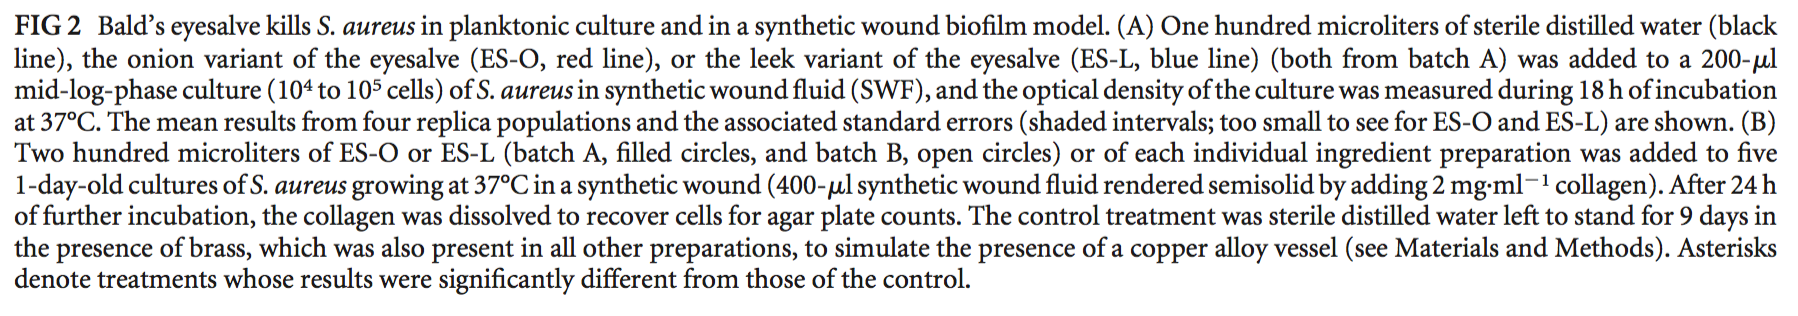 FIG 2 Bald's eyesalve kills S. aureus in planktonic culture and in a synthetic wound biofilm model. (A) One hundred microliters of sterile distilled water (black
line), the onion variant of the eyesalve (ES-O, red line), or the leek variant of the eyesalve (ES-L, blue line) (both from batch A) was added to a 200-μl
mid-log-phase culture (10⁴ to 10⁵ cells) of S. aureus in synthetic wound fluid (SWF), and the optical density of the culture was measured during 18 h of incubation
at 37°C. The mean results from four replica populations and the associated standard errors (shaded intervals; too small to see for ES-O and ES-L) are shown. (B)
Two hundred microliters of ES-O or ES-L (batch A, filled circles, and batch B, open circles) or of each individual ingredient preparation was added to five
1-day-old cultures of S. aureus growing at 37°C in a synthetic wound (400-μl synthetic wound fluid rendered semisolid by adding 2 mg·ml⁻¹ collagen). After 24 h
of further incubation, the collagen was dissolved to recover cells for agar plate counts. The control treatment was sterile distilled water left to stand for 9 days in
the presence of brass, which was also present in all other preparations, to simulate the presence of a copper alloy vessel (see Materials and Methods). Asterisks
denote treatments whose results were significantly different from those of the control.